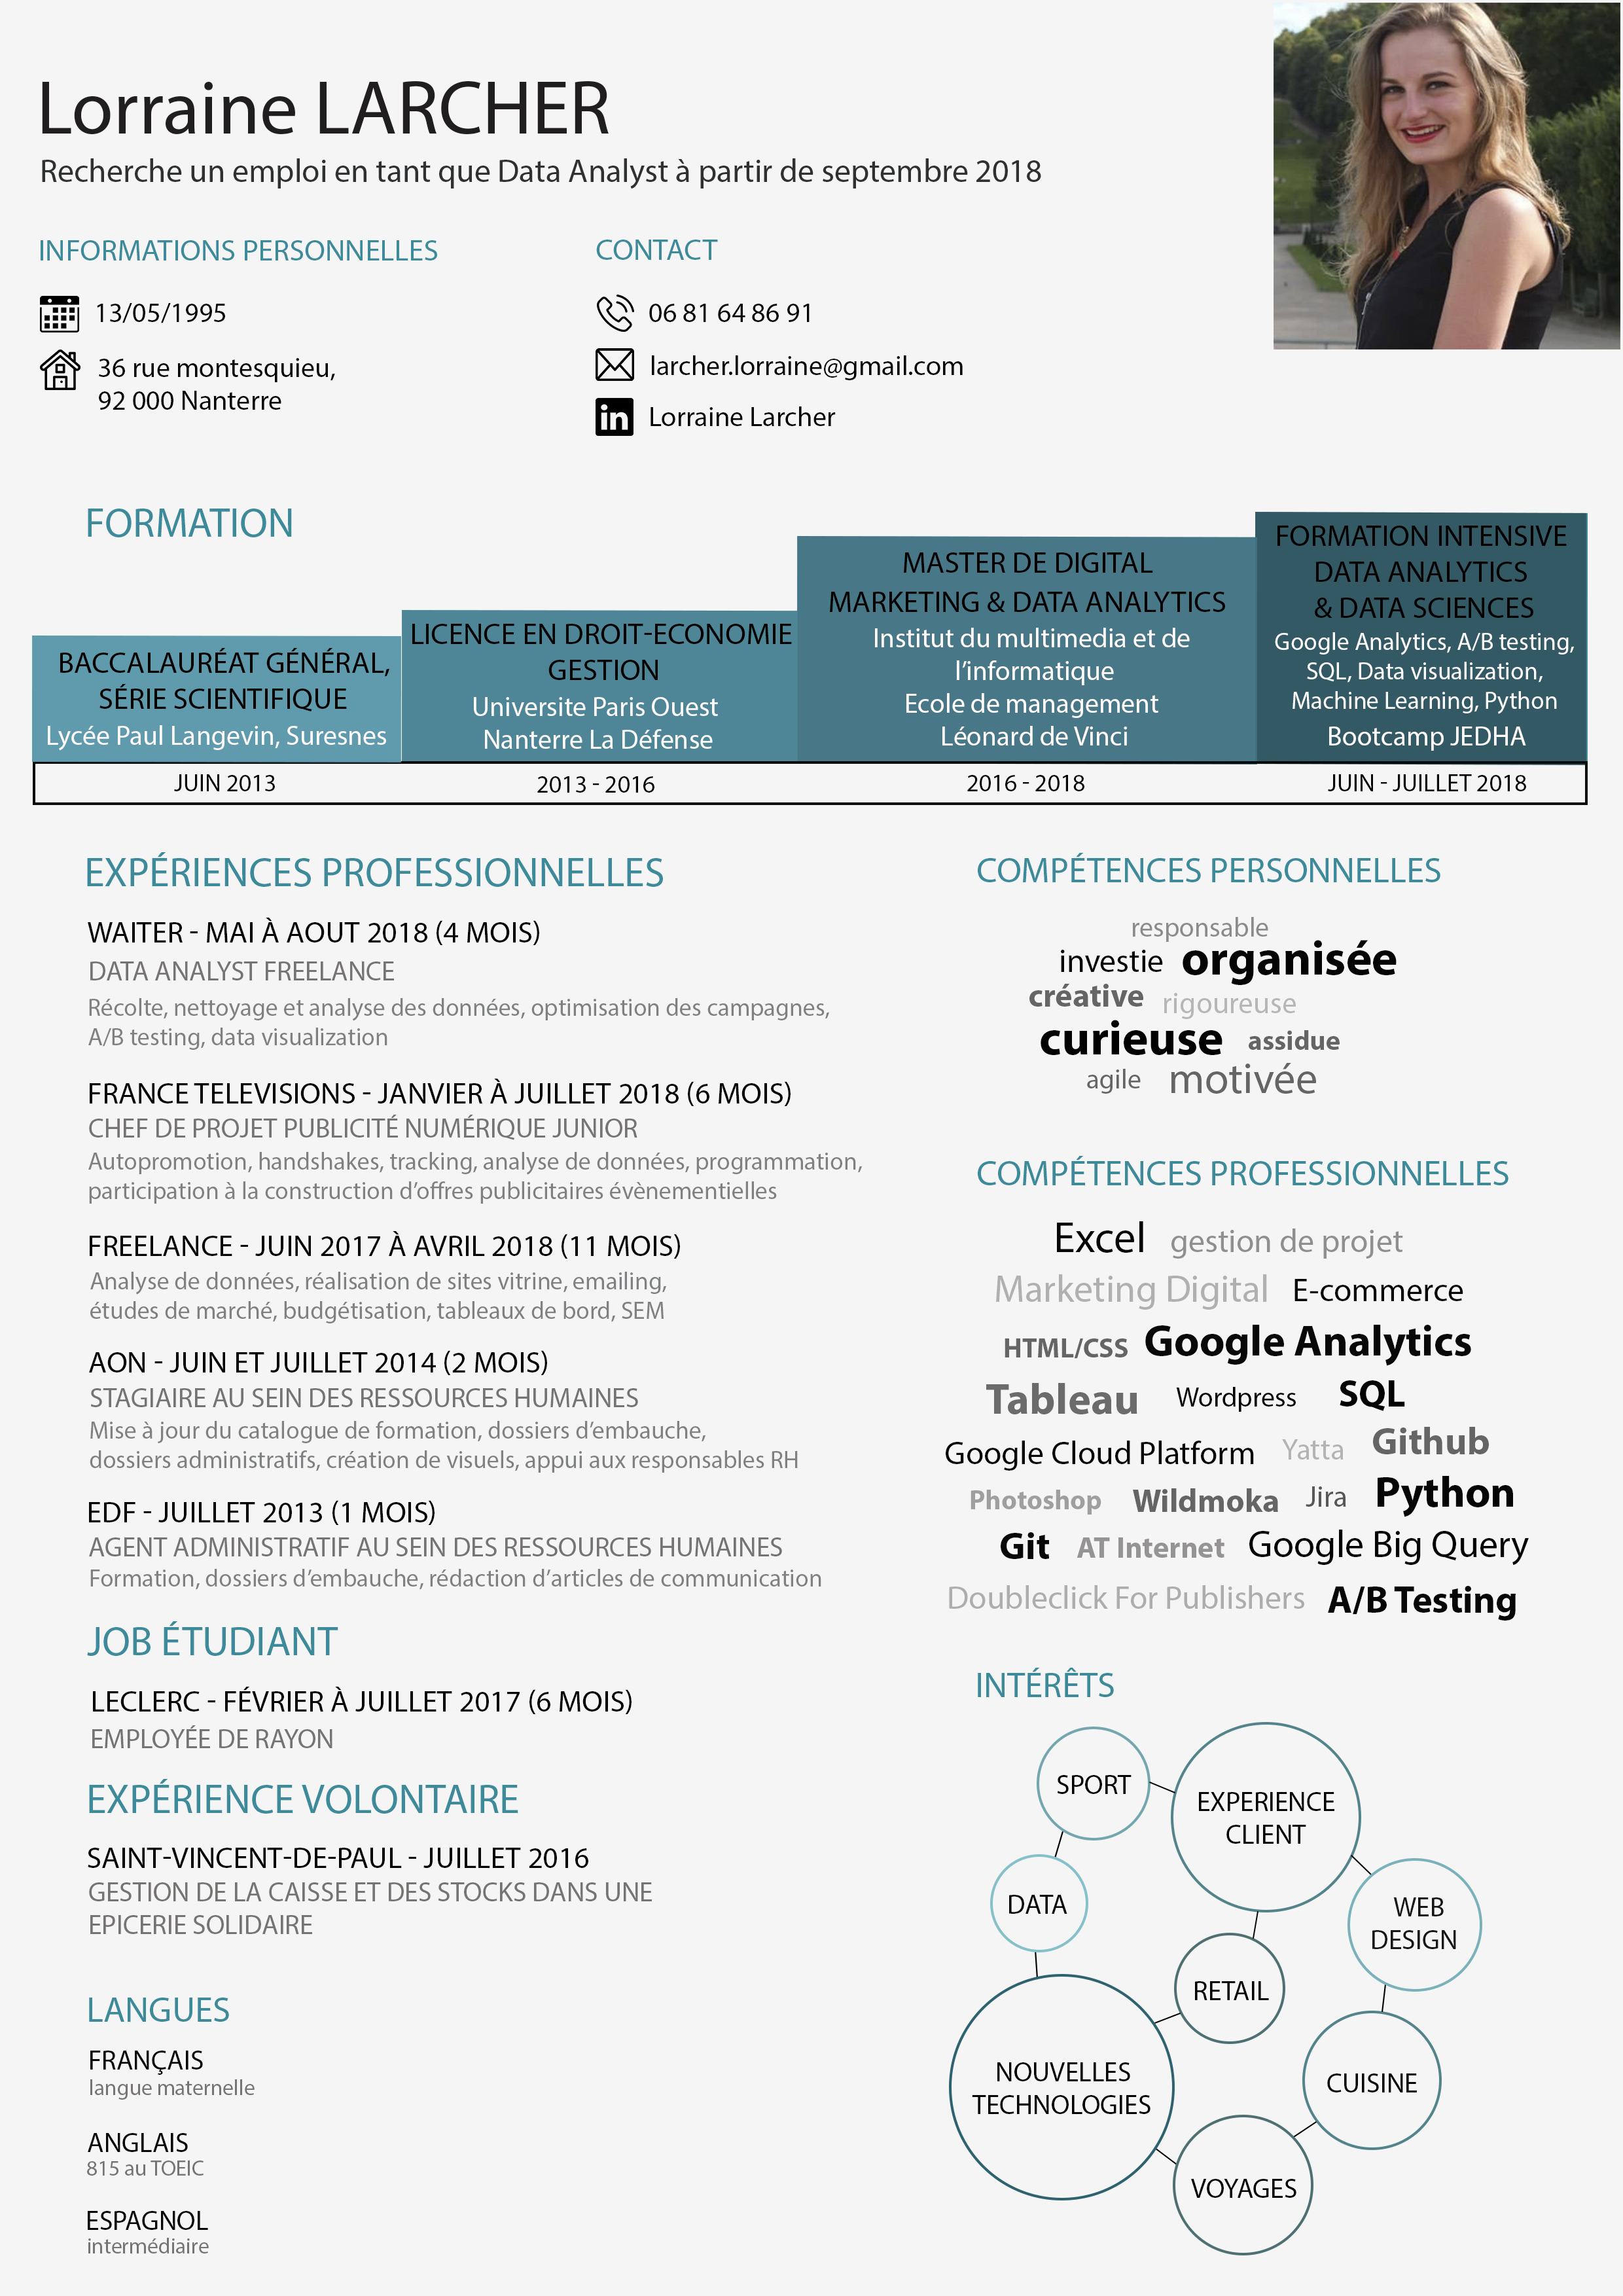 Lorraine LARCHER
Recherche un emploi en tant que Data Analyst à partir de septembre 2018
INFORMATIONS PERSONNELLES
13/05/1995
36 rue montesquieu,
92 000 Nanterre
CONTACT
06 81 64 86 91
larcher.lorraine@gmail.com
in
Lorraine Larcher
FORMATION
BACCALAURÉAT GÉNÉRAL,
SÉRIE SCIENTIFIQUE
Lycée Paul Langevin, Suresnes
JUIN 2013
LICENCE EN DROIT-ECONOMIE
GESTION
Universite Paris Ouest
Nanterre La Défense
2013 - 2016
MASTER DE DIGITAL
MARKETING & DATA ANALYTICS
Institut du multimedia et de
l'informatique
Ecole de management
Léonard de Vinci
2016 - 2018
FORMATION INTENSIVE
DATA ANALYTICS
& DATA SCIENCES
Google Analytics, A/B testing,
SQL, Data visualization,
Machine Learning, Python
Bootcamp JEDHA
JUIN - JUILLET 2018
EXPÉRIENCES PROFESSIONNELLES
WAITER - MAI À AOUT 2018 (4 MOIS)
DATA ANALYST FREELANCE
Récolte, nettoyage et analyse des données, optimisation des campagnes,
A/B testing, data visualization
FRANCE TELEVISIONS - JANVIER À JUILLET 2018 (6 MOIS)
CHEF DE PROJET PUBLICITÉ NUMÉRIQUE JUNIOR
Autopromotion, handshakes, tracking, analyse de données, programmation,
participation à la construction d'offres publicitaires évènementielles
FREELANCE - JUIN 2017 À AVRIL 2018 (11 MOIS)
Analyse de données, réalisation de sites vitrine, emailing,
études de marché, budgétisation, tableaux de bord, SEM
AON - JUIN ET JUILLET 2014 (2 MOIS)
STAGIAIRE AU SEIN DES RESSOURCES HUMAINES
Mise à jour du catalogue de formation, dossiers d'embauche,
dossiers administratifs, création de visuels, appui aux responsables RH
EDF - JUILLET 2013 (1 MOIS)
AGENT ADMINISTRATIF AU SEIN DES RESSOURCES HUMAINES
Formation, dossiers d'embauche, rédaction d'articles de communication
JOB ÉTUDIANT
LECLERC - FÉVRIER À JUILLET 2017 (6 MOIS)
EMPLOYÉE DE RAYON
EXPÉRIENCE VOLONTAIRE
SAINT-VINCENT-DE-PAUL - JUILLET 2016
GESTION DE LA CAISSE ET DES STOCKS DANS UNE
EPICERIE SOLIDAIRE
LANGUES
FRANÇAIS
langue maternelle
ANGLAIS
815 au TOEIC
ESPAGNOL
intermédiaire
COMPÉTENCES PERSONNELLES
responsable
investie organisée
créative rigoureuse
curieuse assidue
agile motivée
COMPÉTENCES PROFESSIONNELLES
Excel gestion de projet
Marketing Digital E-commerce
HTML/CSS Google Analytics
Tableau Wordpress SQL
Google Cloud Platform Yatta Github
Photoshop Wildmoka Jira Python
Git AT Internet Google Big Query
Doubleclick For Publishers A/B Testing
INTÉRÊTS
SPORT
EXPERIENCE
CLIENT
DATA
WEB
DESIGN
RETAIL
NOUVELLES
TECHNOLOGIES
CUISINE
VOYAGES